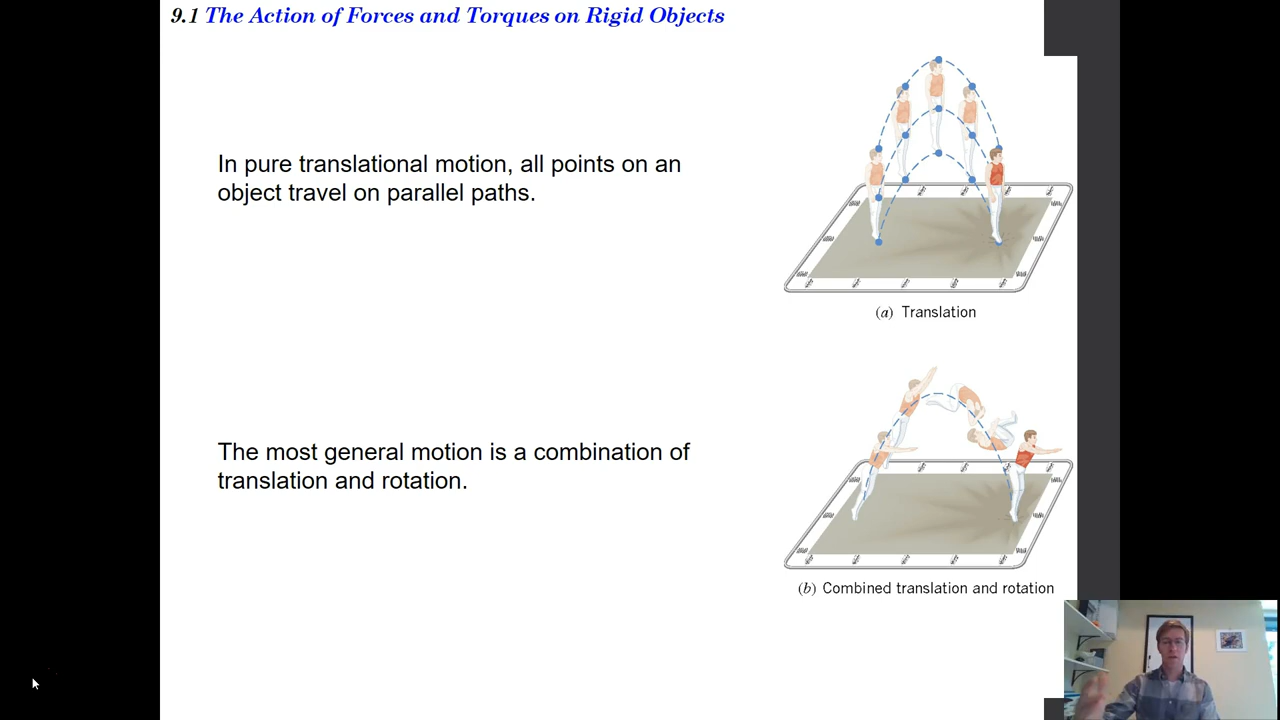 9.1 The Action of Forces and Torques on Rigid Objects
In pure translational motion, all points on an
object travel on parallel paths.
(a) Translation
The most general motion is a combination of
translation and rotation.
(b) Combined translation and rotation